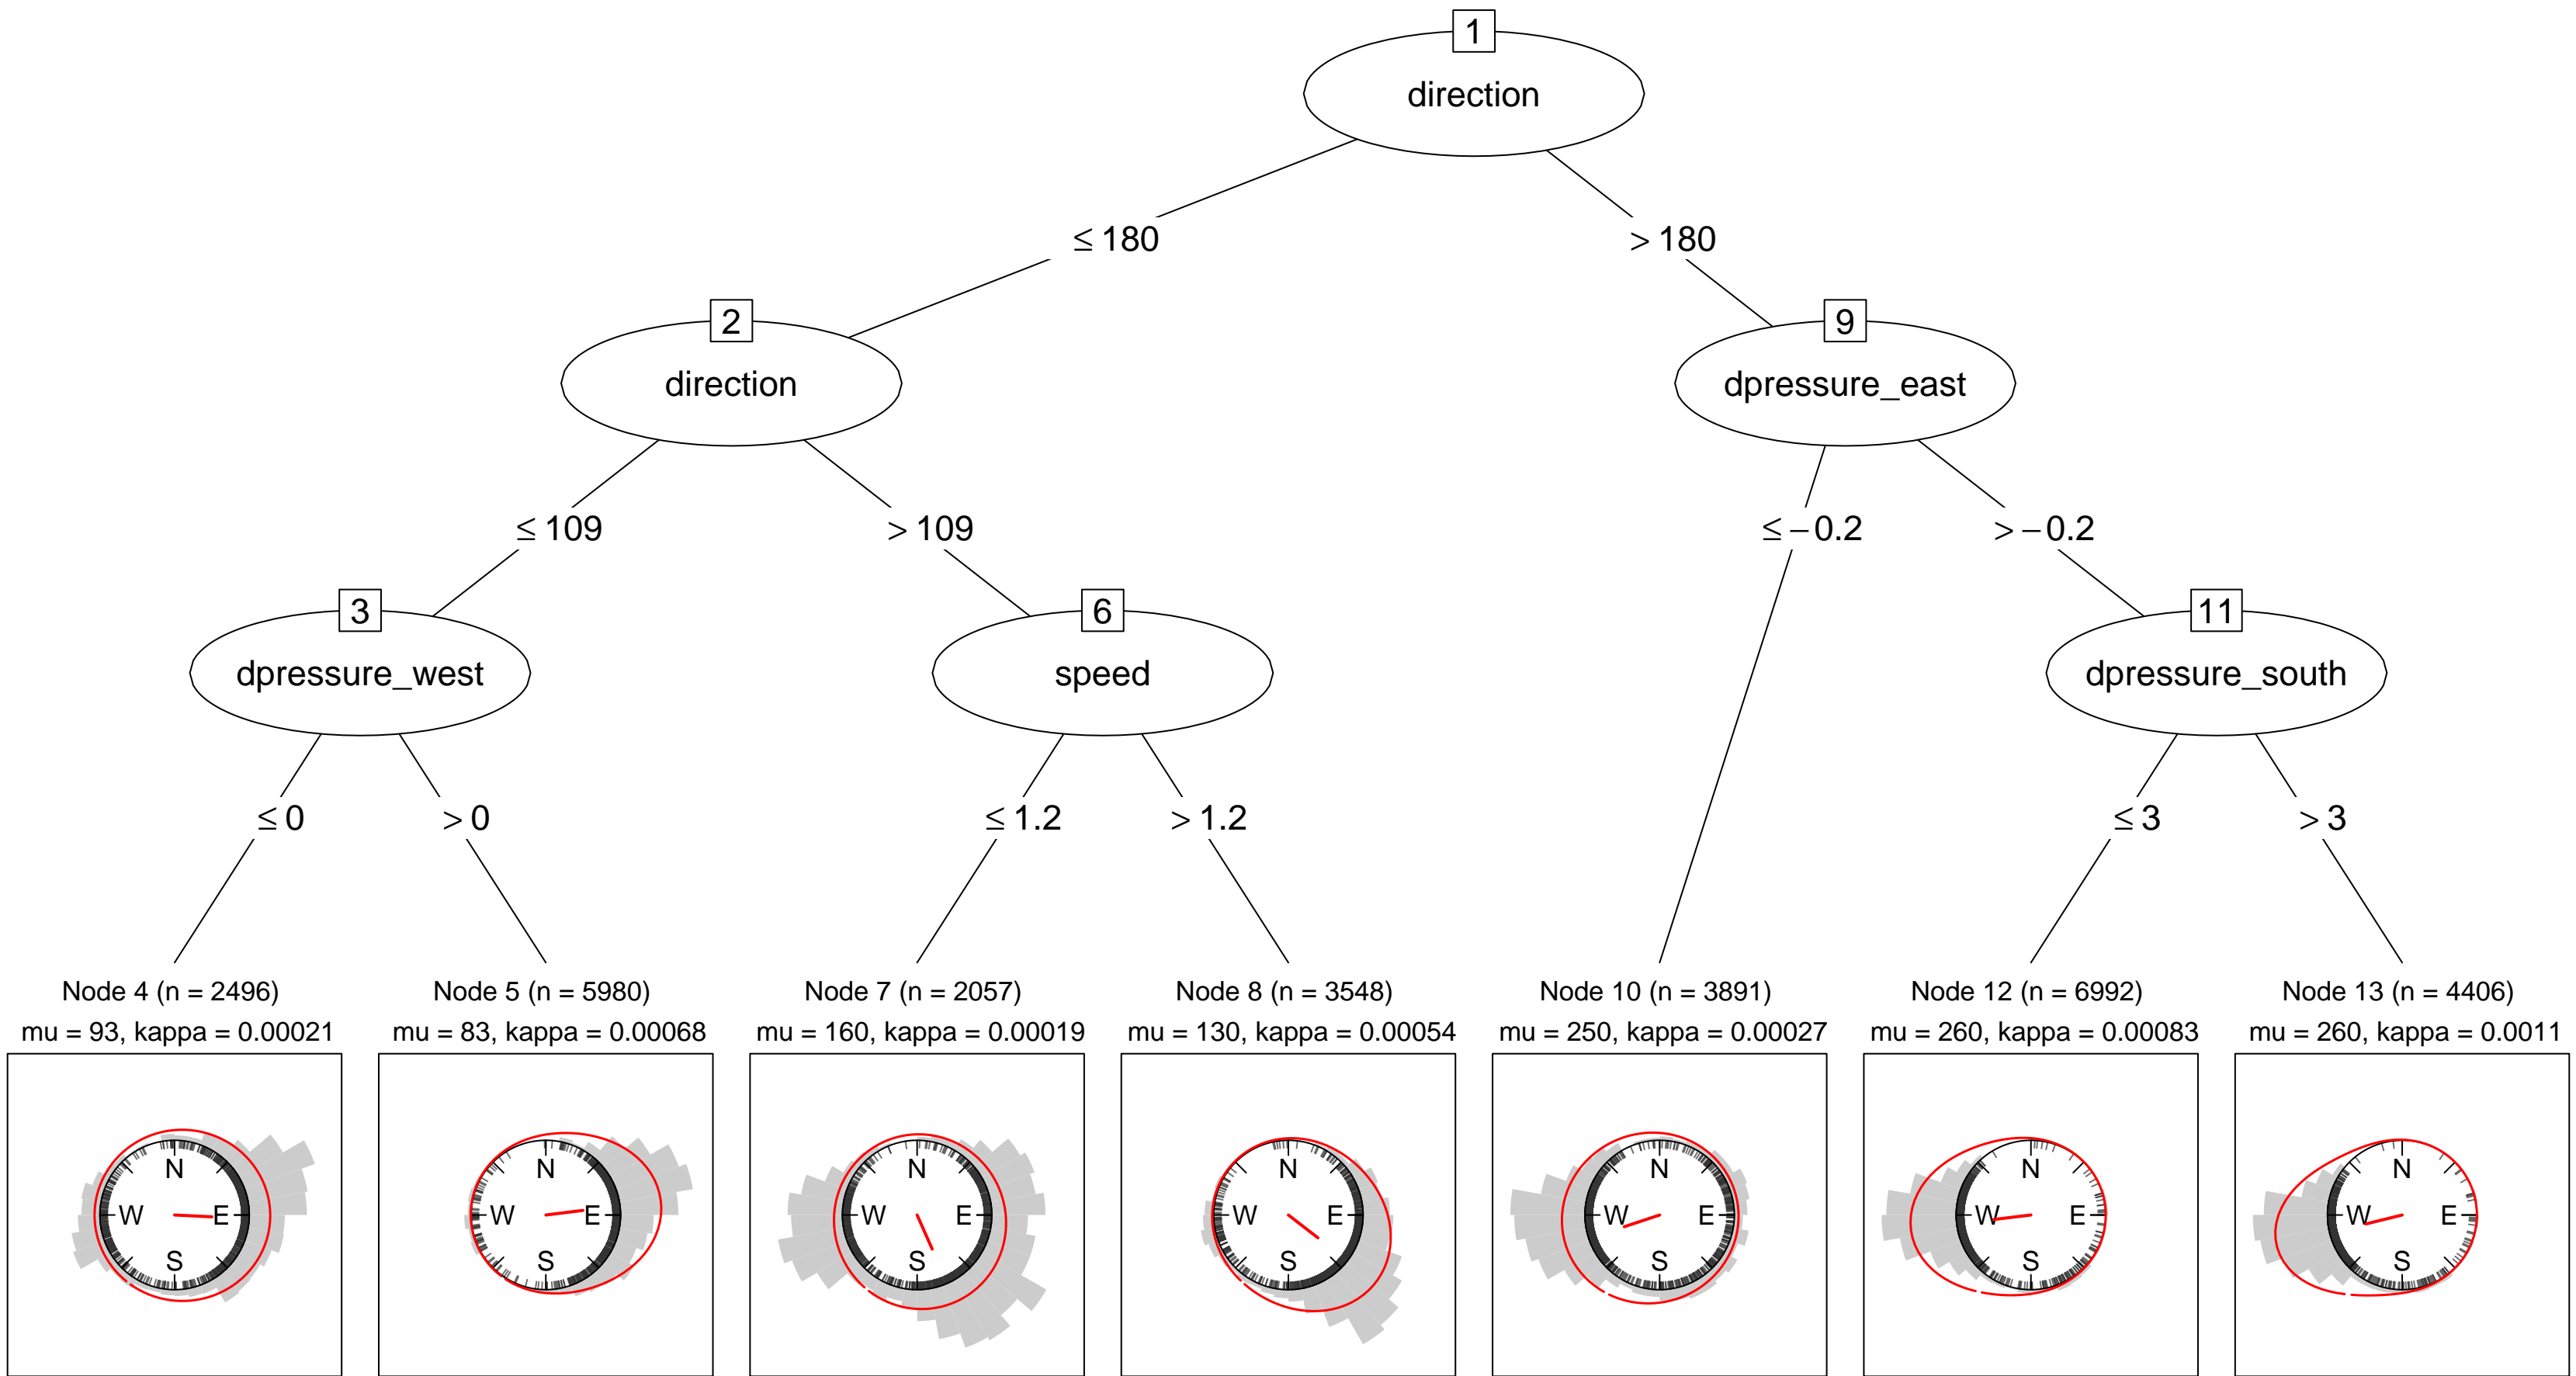 1
direction
≤ 180
> 180
2
direction
9
dpressure_east
≤ 109
> 109
≤ −0.2
> −0.2
3
dpressure_west
6
speed
11
dpressure_south
≤ 0
> 0
≤ 1.2
> 1.2
≤ 3
> 3
Node 4 (n = 2496)
mu = 93, kappa = 0.00021
N
W E
S
Node 5 (n = 5980)
mu = 83, kappa = 0.00068
N
W E
S
Node 7 (n = 2057)
mu = 160, kappa = 0.00019
N
W E
S
Node 8 (n = 3548)
mu = 130, kappa = 0.00054
N
W E
S
Node 10 (n = 3891)
mu = 250, kappa = 0.00027
N
W E
S
Node 12 (n = 6992)
mu = 260, kappa = 0.00083
N
W E
S
Node 13 (n = 4406)
mu = 260, kappa = 0.0011
N
W E
S